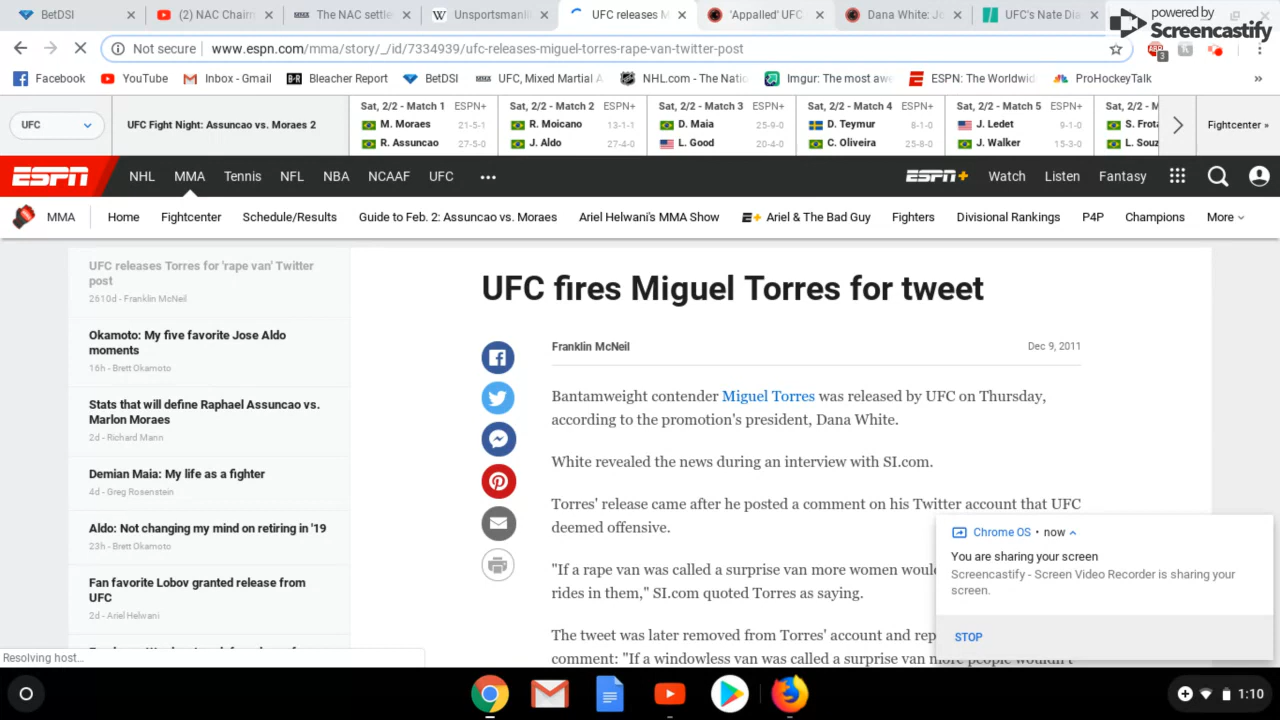 BetDSI
(2) NAC Chairn
The NAC settle
Unsportsmanli
UFC releases M
'Appalled' UFC
Dana White: Jo
UFC's Nate Dia
powered by
Screencastify
Not secure
www.espn.com/mma/story/_/id/7334939/ufc-releases-miguel-torres-rape-van-twitter-post
3
Facebook
YouTube
Inbox - Gmail
Bleacher Report
BetDSI
UFC, Mixed Martial A
NHL.com - The Natio
Imgur: The most awe
ESPN: The Worldwid
ProHockeyTalk
»
UFC
UFC Fight Night: Assuncao vs. Moraes 2
Sat, 2/2 - Match 1 ESPN+
M. Moraes 21-5-1
R. Assuncao 27-5-0
Sat, 2/2 - Match 2 ESPN+
R. Moicano 13-1-1
J. Aldo 27-4-0
Sat, 2/2 - Match 3 ESPN+
D. Maia 25-9-0
L. Good 20-4-0
Sat, 2/2 - Match 4 ESPN+
D. Teymur 8-1-0
C. Oliveira 25-8-0
Sat, 2/2 - Match 5 ESPN+
J. Ledet 9-1-0
J. Walker 15-3-0
Sat, 2/2 - M
S. Frota
L. Souz
Fightcenter »
ESPN
NHL
MMA
Tennis
NFL
NBA
NCAAF
UFC
ESPN+
Watch
Listen
Fantasy
MMA
Home
Fightcenter
Schedule/Results
Guide to Feb. 2: Assuncao vs. Moraes
Ariel Helwani's MMA Show
E+ Ariel & The Bad Guy
Fighters
Divisional Rankings
P4P
Champions
More
UFC releases Torres for 'rape van' Twitter
post
2610d - Franklin McNeil
Okamoto: My five favorite Jose Aldo
moments
16h - Brett Okamoto
Stats that will define Raphael Assuncao vs.
Marlon Moraes
2d - Richard Mann
Demian Maia: My life as a fighter
4d - Greg Rosenstein
Aldo: Not changing my mind on retiring in '19
23h - Brett Okamoto
Fan favorite Lobov granted release from
UFC
2d - Ariel Helwani
UFC fires Miguel Torres for tweet
Franklin McNeil
Dec 9, 2011
Bantamweight contender Miguel Torres was released by UFC on Thursday,
according to the promotion's president, Dana White.
White revealed the news during an interview with SI.com.
Torres' release came after he posted a comment on his Twitter account that UFC
deemed offensive.
"If a rape van was called a surprise van more women woul
rides in them," SI.com quoted Torres as saying.
The tweet was later removed from Torres' account and rep
comment: "If a windowless van was called a surprise van more people wouldn't
Chrome OS • now
You are sharing your screen
Screencastify - Screen Video Recorder is sharing your
screen.
STOP
Resolving host...
1:10